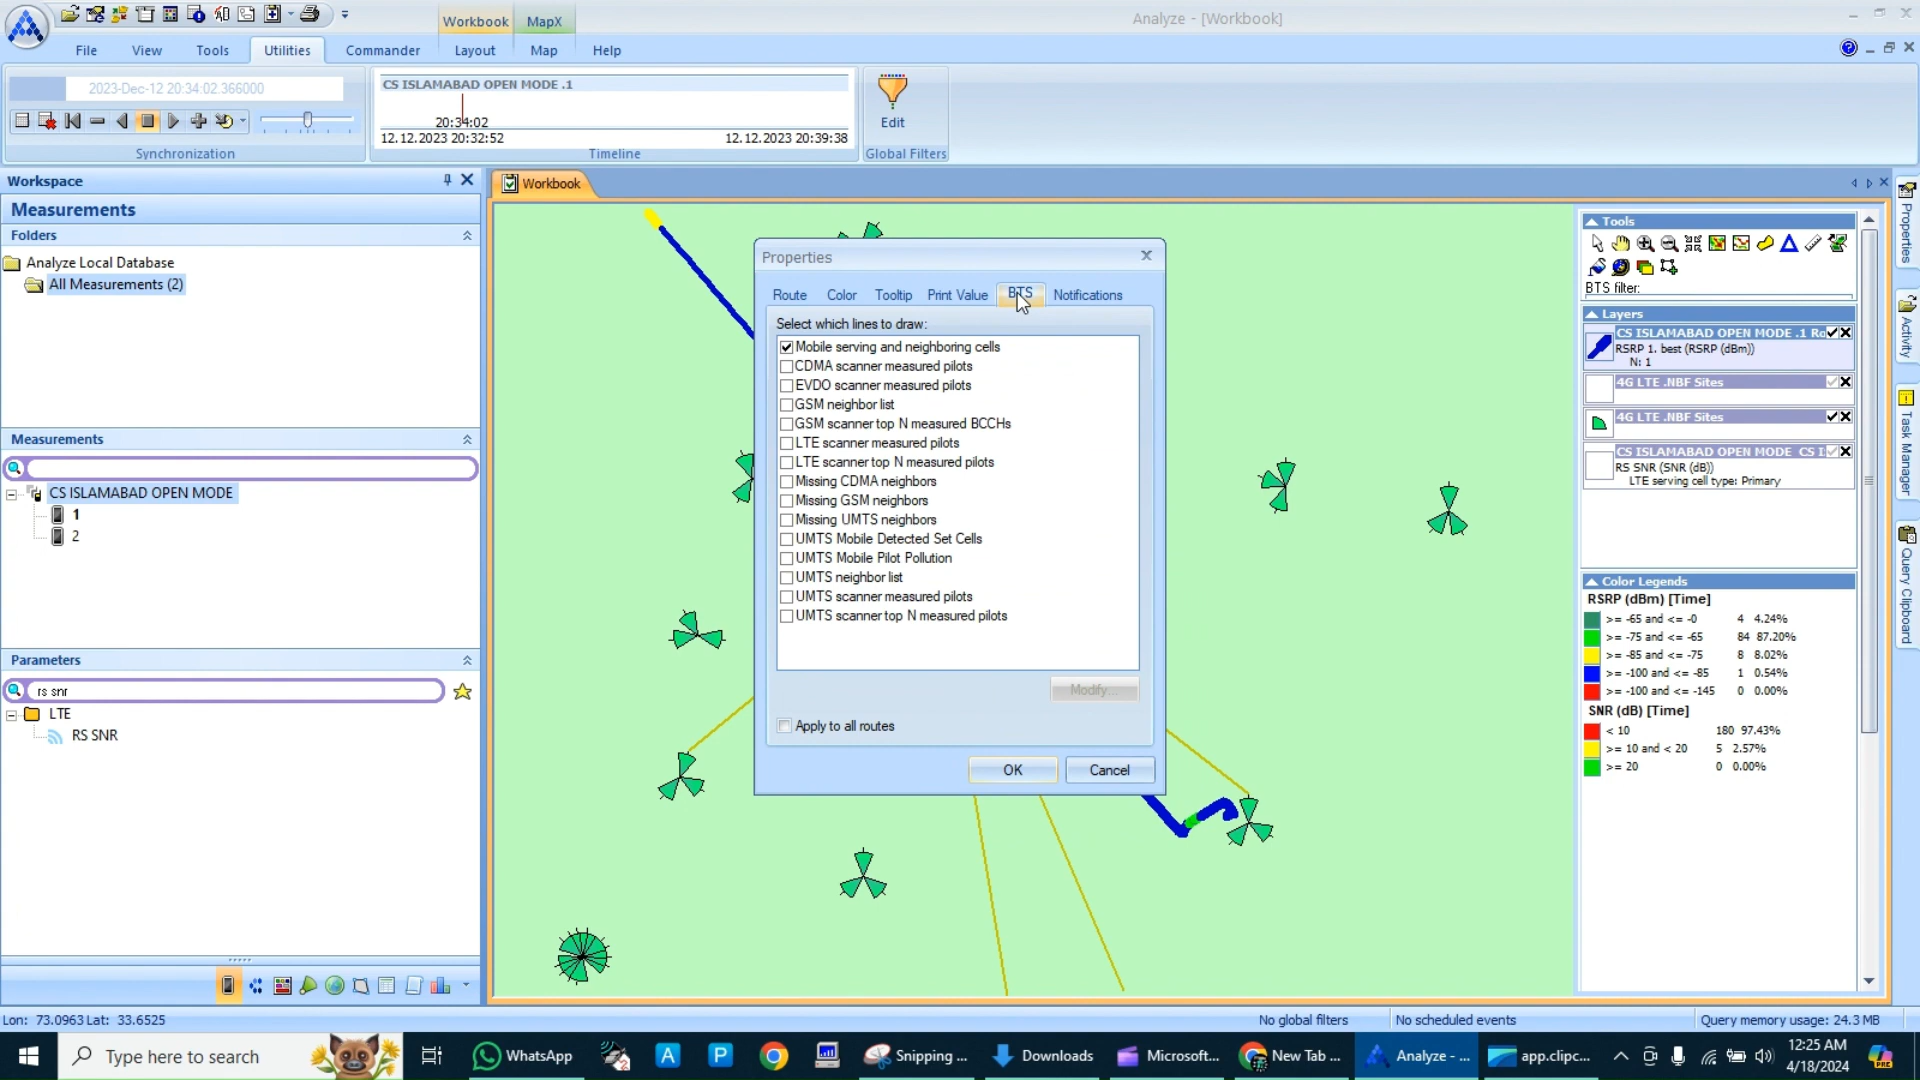 Workbook
MapX
Analyze - [Workbook]
File
View
Tools
Utilities
Commander
Layout
Map
Help
2023-Dec-12 20:34:02.366000
Synchronization
CS ISLAMABAD OPEN MODE .1
20:34:02
12.12.2023 20:32:52
12.12.2023 20:39:38
Timeline
Edit
Global Filters
Workspace
Measurements
Folders
Analyze Local Database
All Measurements (2)
Measurements
CS ISLAMABAD OPEN MODE
1
2
Parameters
rs snr
LTE
RS SNR
Workbook
Properties
Route
Color
Tooltip
Print Value
BTS
Notifications
Select which lines to draw:
Mobile serving and neighboring cells
CDMA scanner measured pilots
EVDO scanner measured pilots
GSM neighbor list
GSM scanner top N measured BCCHs
LTE scanner measured pilots
LTE scanner top N measured pilots
Missing CDMA neighbors
Missing GSM neighbors
Missing UMTS neighbors
UMTS Mobile Detected Set Cells
UMTS Mobile Pilot Pollution
UMTS neighbor list
UMTS scanner measured pilots
UMTS scanner top N measured pilots
Modify...
Apply to all routes
OK
Cancel
Tools
BTS filter:
Layers
CS ISLAMABAD OPEN MODE .1 Ro
RSRP 1. best (RSRP (dBm))
N: 1
4G LTE .NBF Sites
4G LTE .NBF Sites
CS ISLAMABAD OPEN MODE CS I
RS SNR (SNR (dB))
LTE serving cell type: Primary
Color Legends
RSRP (dBm) [Time]
>= -65 and <= -0 4 4.24%
>= -75 and <= -65 84 87.20%
>= -85 and <= -75 8 8.02%
>= -100 and <= -85 1 0.54%
>= -100 and <= -145 0 0.00%
SNR (dB) [Time]
< 10 180 97.43%
>= 10 and < 20 5 2.57%
>= 20 0 0.00%
Properties
Activity
Task Manager
Query Clipboard
Lon: 73.0963 Lat: 33.6525
No global filters
No scheduled events
Query memory usage: 24.3 MB
Type here to search
WhatsApp
Snipping ...
Downloads
Microsoft...
New Tab ...
Analyze - ...
app.clipc...
12:25 AM
4/18/2024